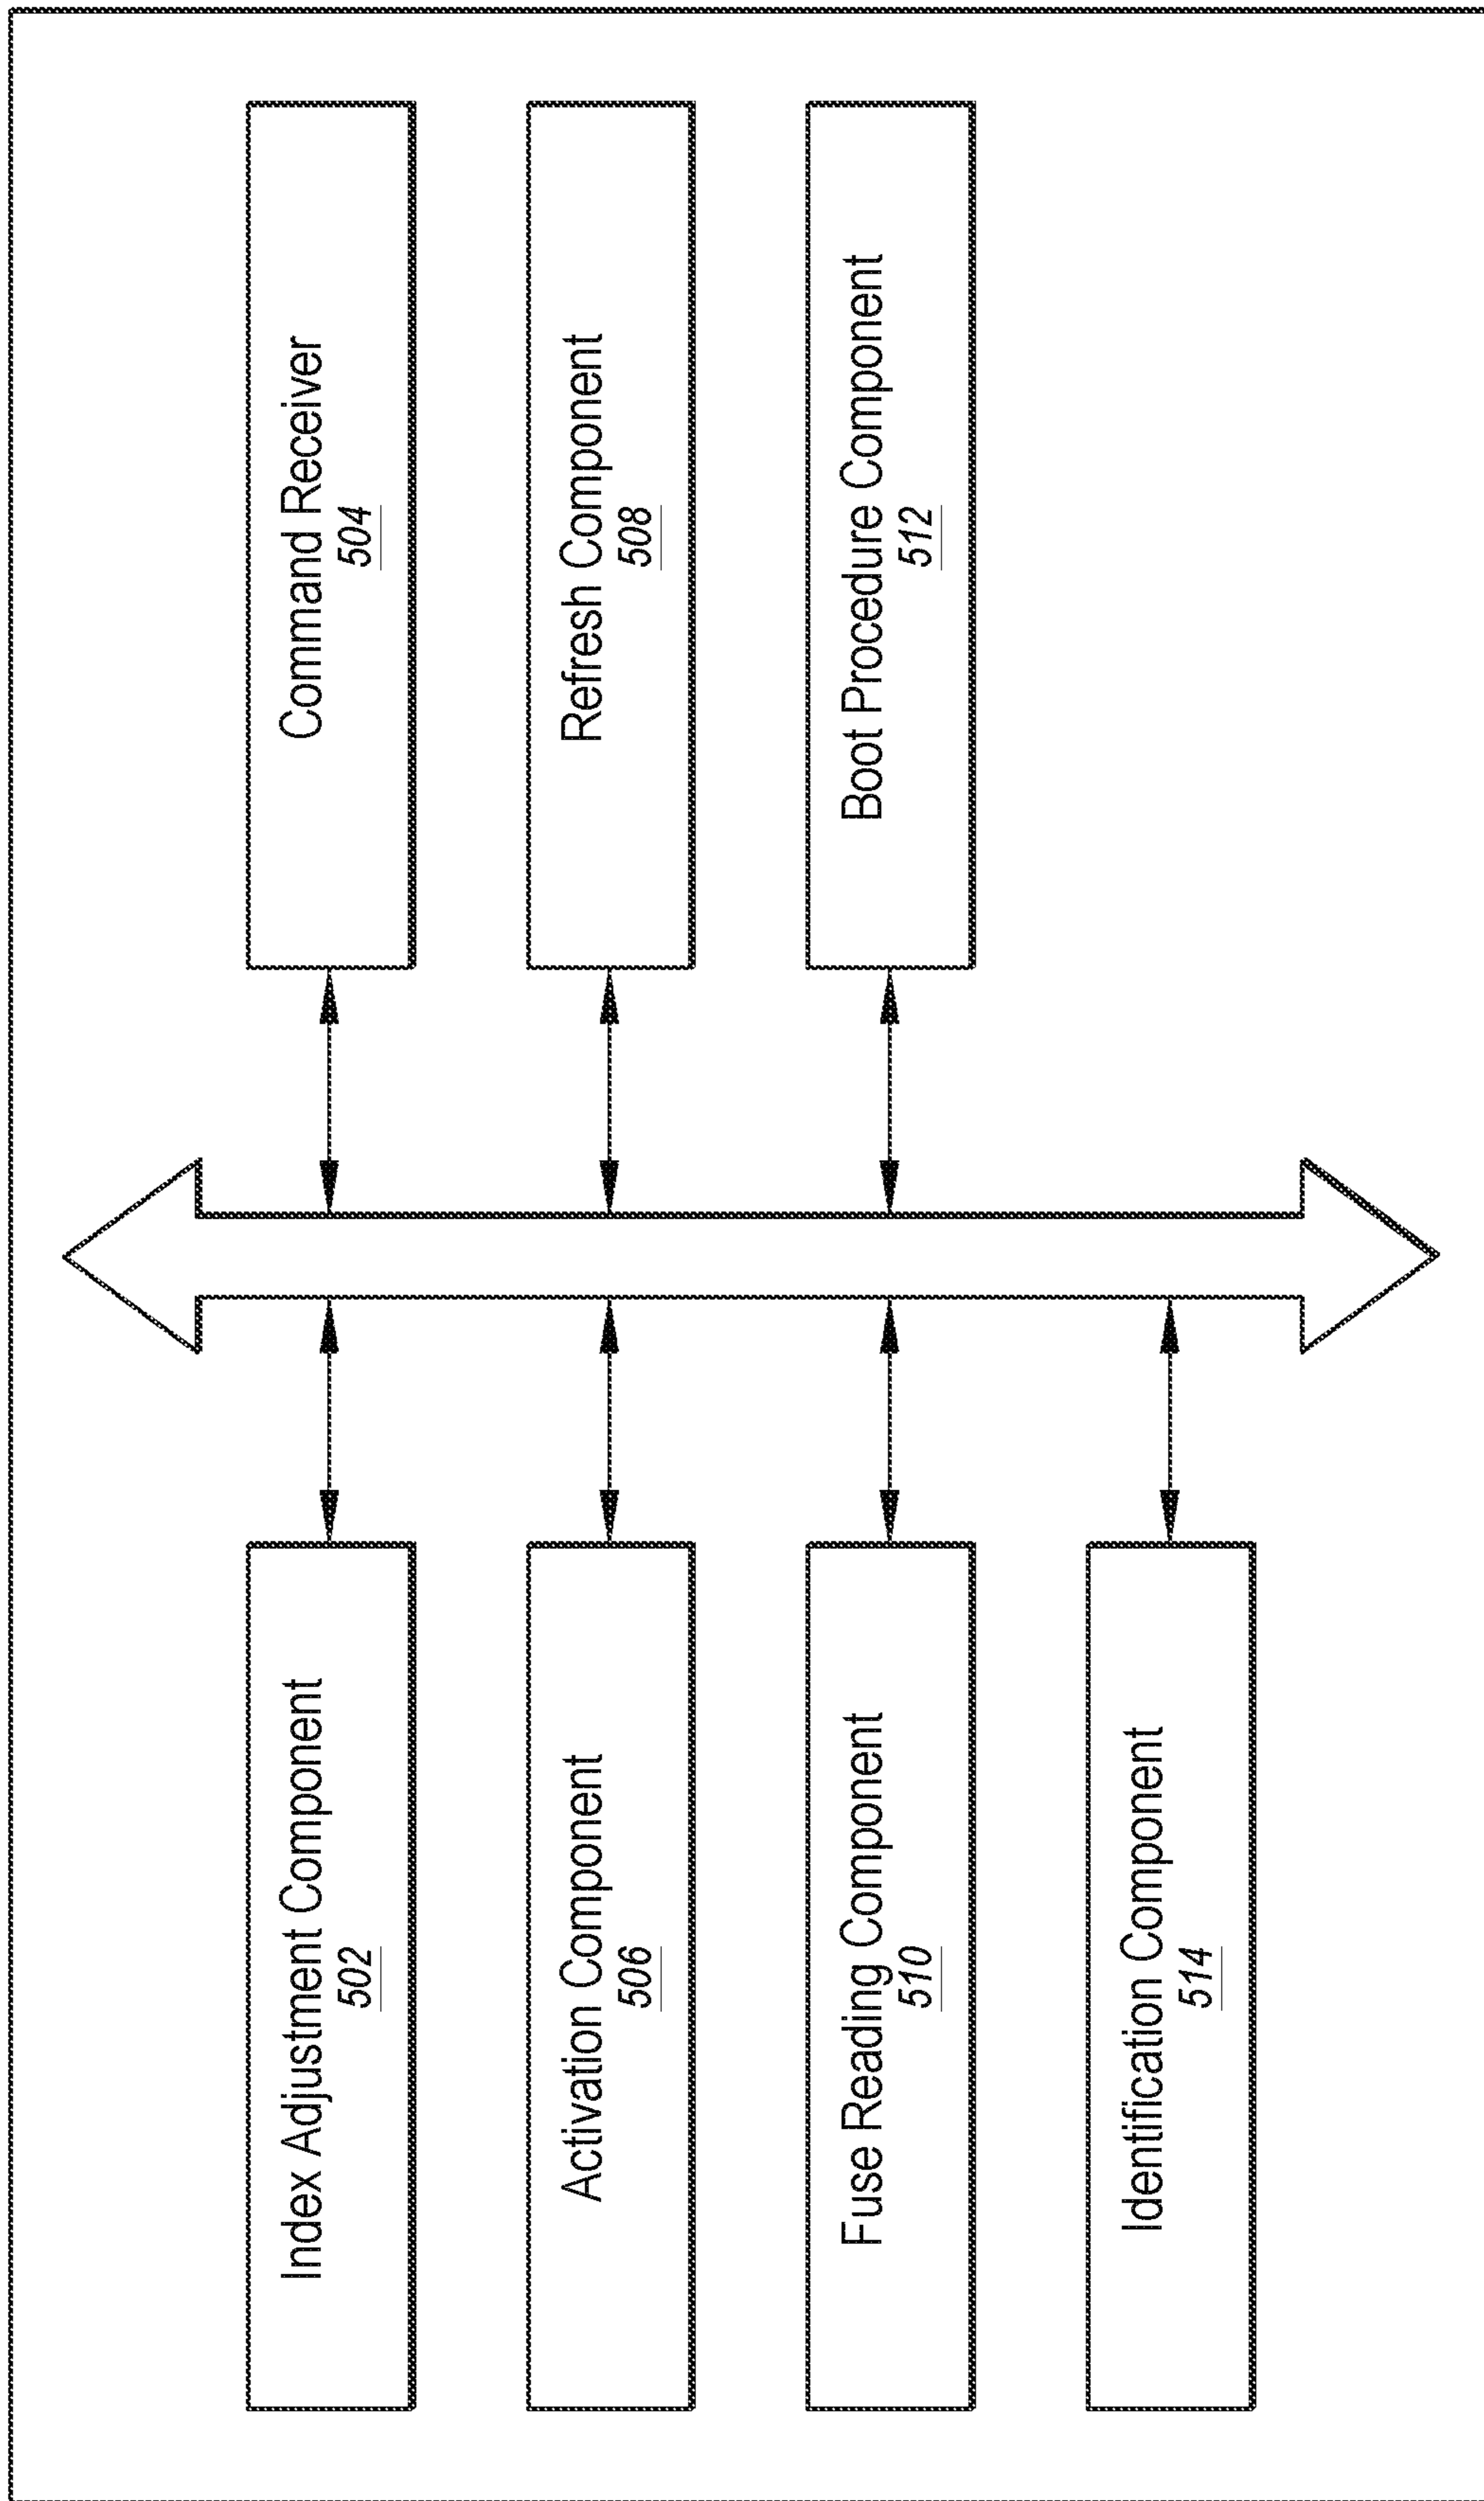 Index Adjustment Component
502
Command Receiver
504
Activation Component
506
Refresh Component
508
Fuse Reading Component
510
Boot Procedure Component
512
Identification Component
514